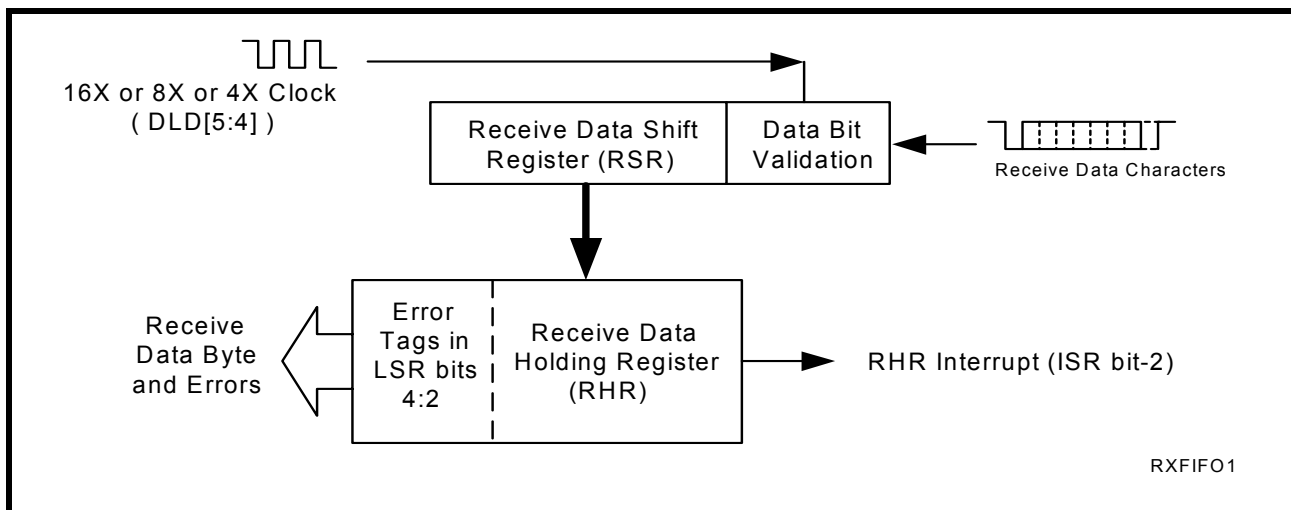 16X or 8X or 4X Clock
( DLD[5:4] )
Receive Data Shift
Register (RSR)
Data Bit
Validation
Receive Data Characters
Receive
Data Byte
and Errors
Error
Tags in
LSR bits
4:2
Receive Data
Holding Register
(RHR)
RHR Interrupt (ISR bit-2)
RXFIFO1